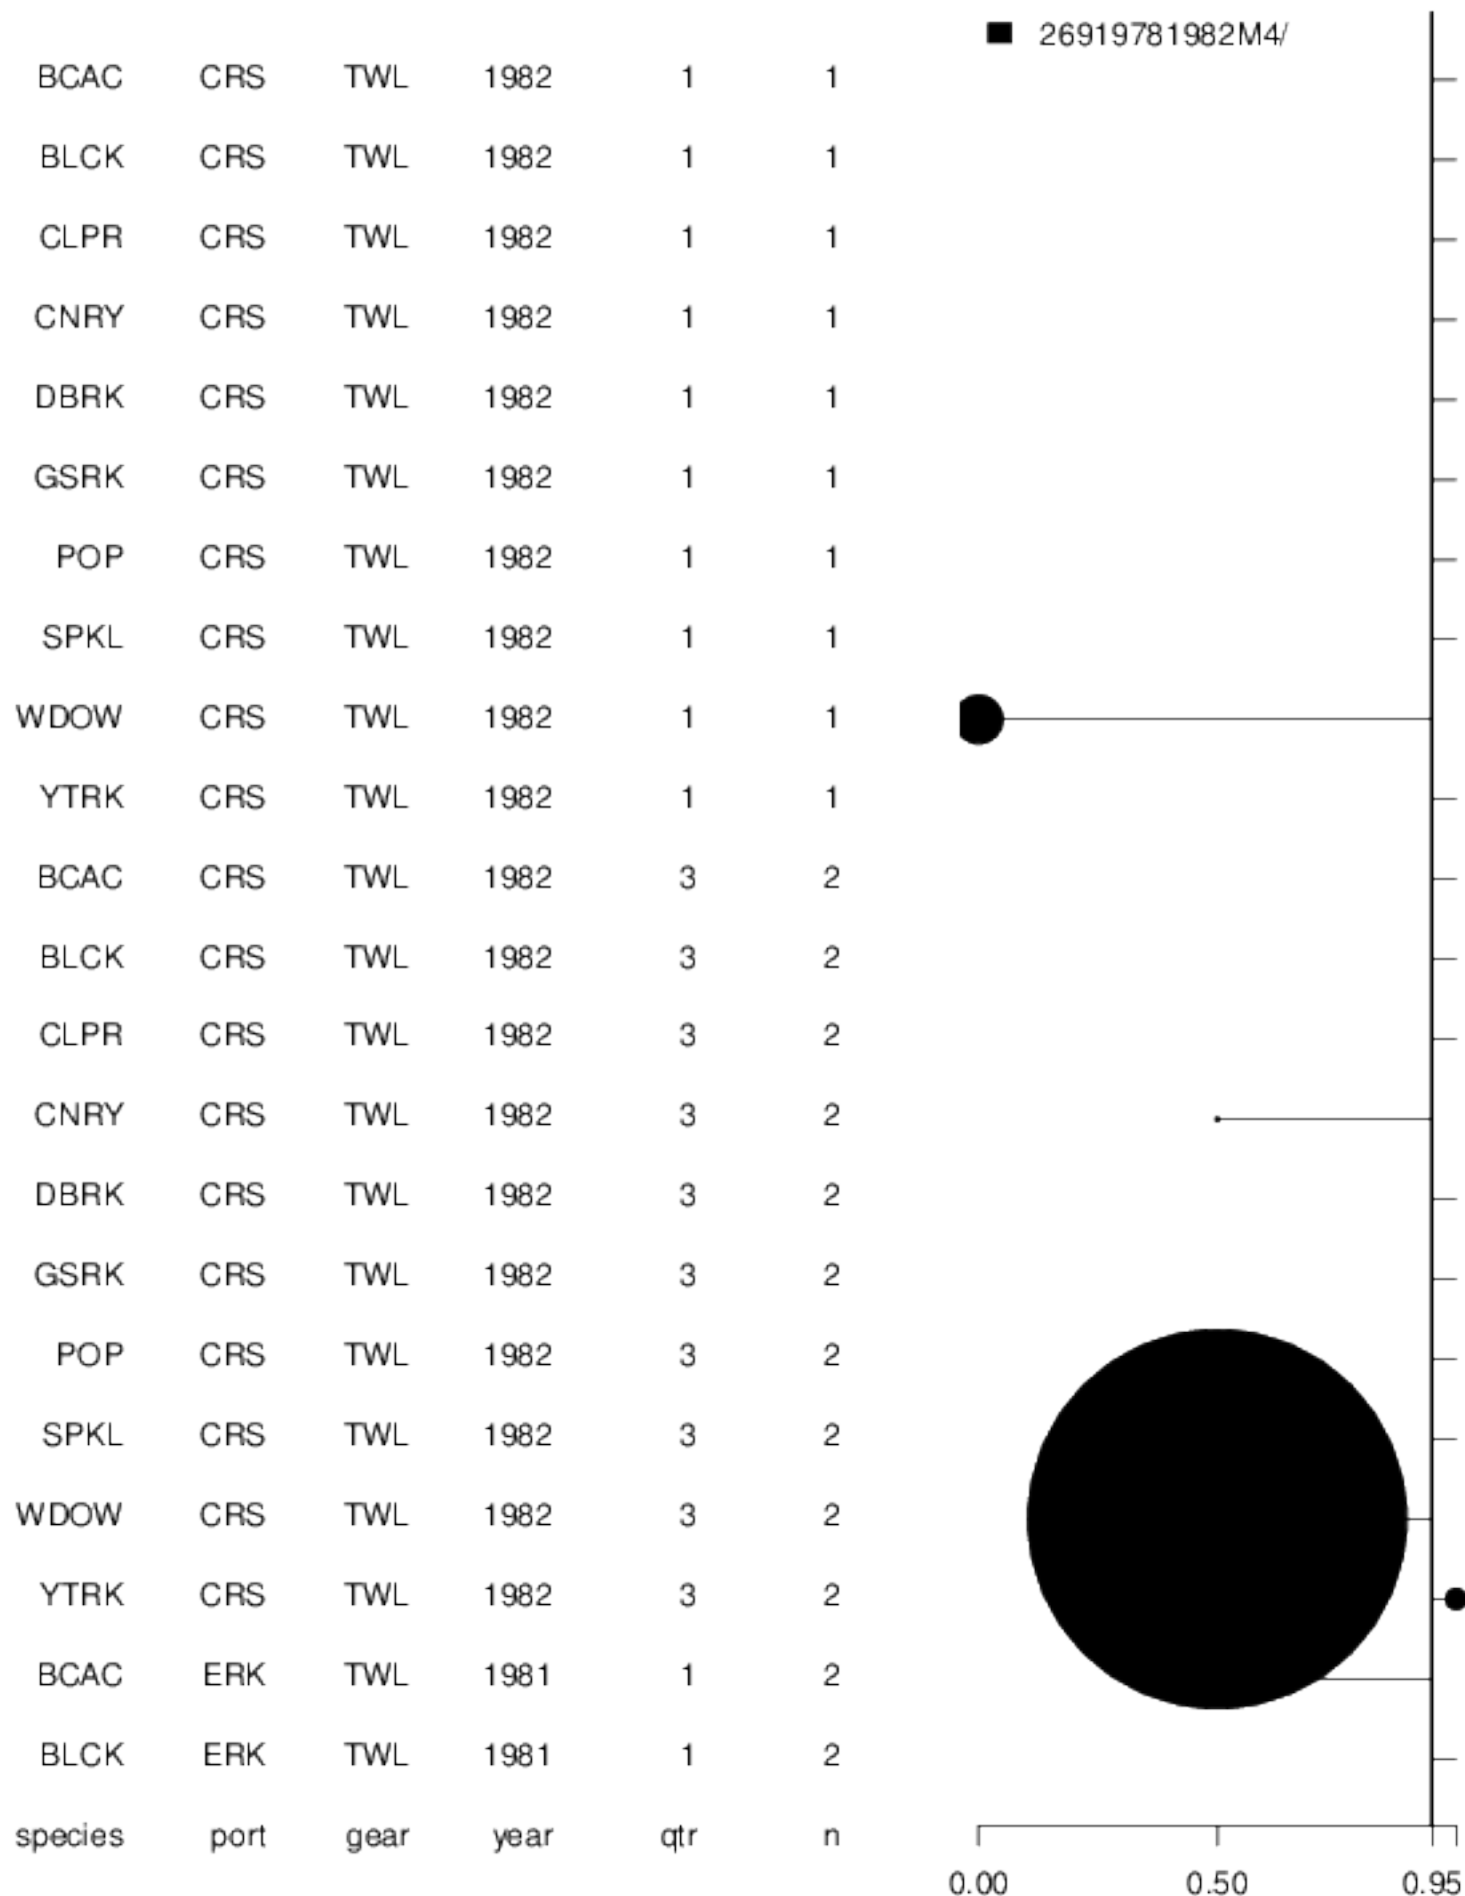 26919781982M4/
BCAC CRS TWL 1982 1 1
BLCK CRS TWL 1982 1 1
CLPR CRS TWL 1982 1 1
CNRY CRS TWL 1982 1 1
DBRK CRS TWL 1982 1 1
GSRK CRS TWL 1982 1 1
POP CRS TWL 1982 1 1
SPKL CRS TWL 1982 1 1
WDOW CRS TWL 1982 1 1
YTRK CRS TWL 1982 1 1
BCAC CRS TWL 1982 3 2
BLCK CRS TWL 1982 3 2
CLPR CRS TWL 1982 3 2
CNRY CRS TWL 1982 3 2
DBRK CRS TWL 1982 3 2
GSRK CRS TWL 1982 3 2
POP CRS TWL 1982 3 2
SPKL CRS TWL 1982 3 2
WDOW CRS TWL 1982 3 2
YTRK CRS TWL 1982 3 2
BCAC ERK TWL 1981 1 2
BLCK ERK TWL 1981 1 2
species port gear year qtr n
0.00 0.50 0.95